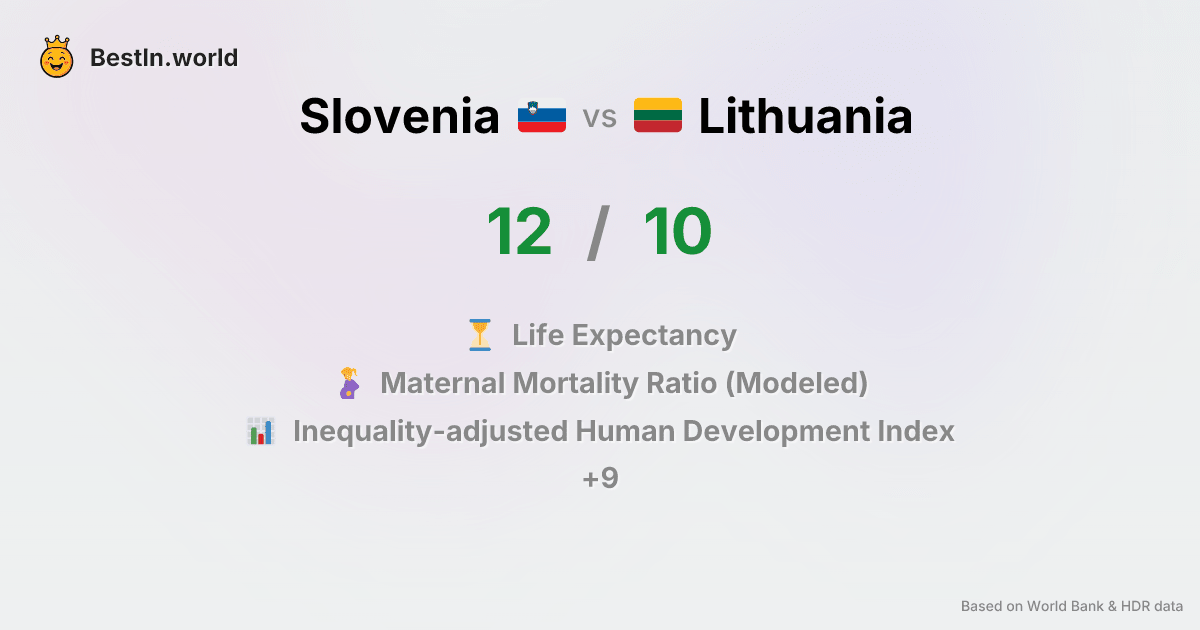 BestIn.world
Slovenia vs Lithuania
12 / 10
Life Expectancy
Maternal Mortality Ratio (Modeled)
Inequality-adjusted Human Development Index
+9
Based on World Bank & HDR data